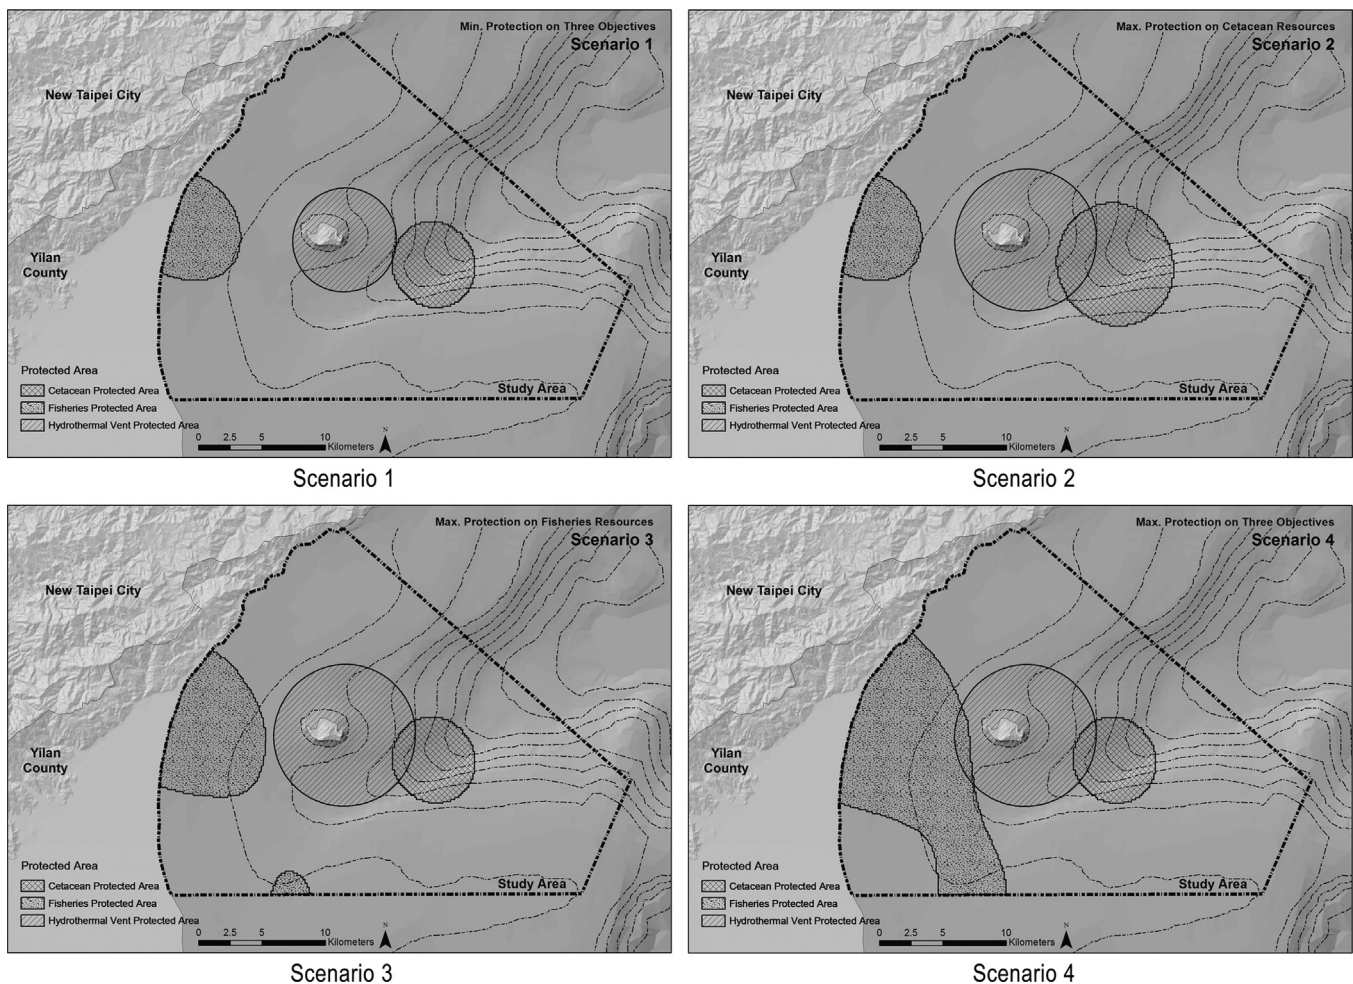 Min. Protection on Three Objectives
Scenario 1
New Taipei City
Yilan
County
Protected Area
Cetacean Protected Area
Fisheries Protected Area
Hydrothermal Vent Protected Area
Study Area
0 2.5 5 10
Kilometers
N
Scenario 1
Max. Protection on Cetacean Resources
Scenario 2
New Taipei City
Yilan
County
Protected Area
Cetacean Protected Area
Fisheries Protected Area
Hydrothermal Vent Protected Area
Study Area
0 2.5 5 10
Kilometers
N
Scenario 2
Max. Protection on Fisheries Resources
Scenario 3
New Taipei City
Yilan
County
Protected Area
Cetacean Protected Area
Fisheries Protected Area
Hydrothermal Vent Protected Area
Study Area
0 2.5 5 10
Kilometers
N
Scenario 3
Max. Protection on Three Objectives
Scenario 4
New Taipei City
Yilan
County
Protected Area
Cetacean Protected Area
Fisheries Protected Area
Hydrothermal Vent Protected Area
Study Area
0 2.5 5 10
Kilometers
N
Scenario 4